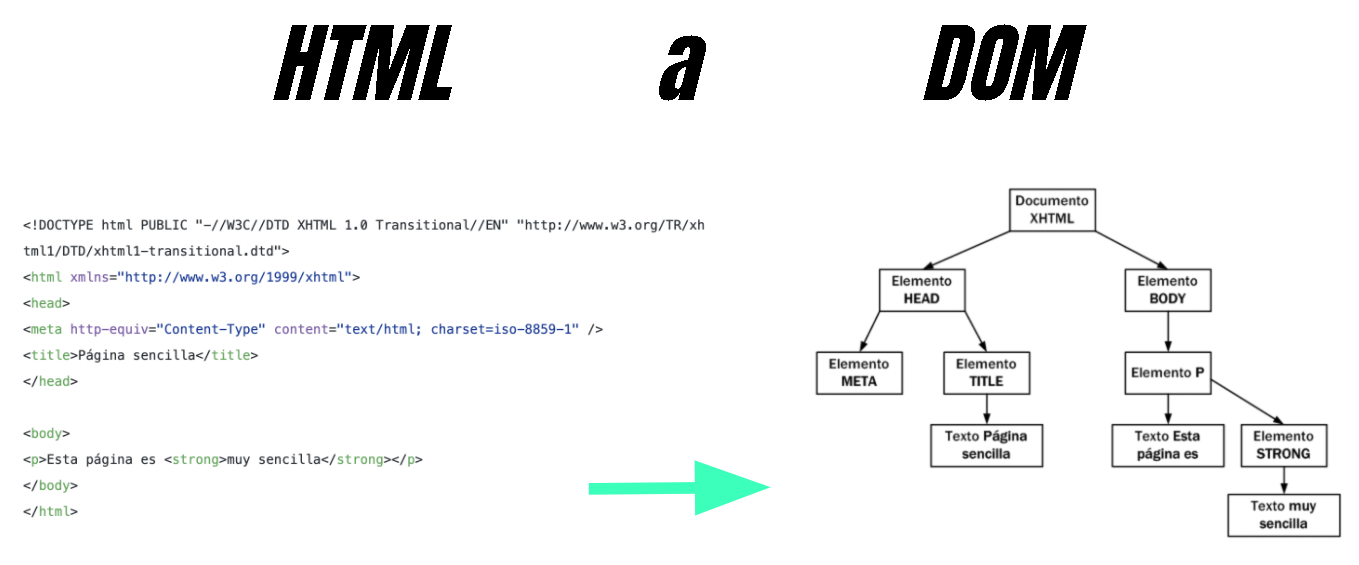 HTML a DOM
<!DOCTYPE html PUBLIC "-//W3C//DTD XHTML 1.0 Transitional//EN" "http://www.w3.org/TR/xh
tml1/DTD/xhtml1-transitional.dtd">
<html xmlns="http://www.w3.org/1999/xhtml">
<head>
<meta http-equiv="Content-Type" content="text/html; charset=iso-8859-1" />
<title>Página sencilla</title>
</head>
<body>
<p>Esta página es <strong>muy sencilla</strong></p>
</body>
</html>
Documento
XHTML
Elemento
HEAD
Elemento
BODY
Elemento
META
Elemento
TITLE
Elemento P
Texto Página
sencilla
Texto Esta
página es
Elemento
STRONG
Texto muy
sencilla